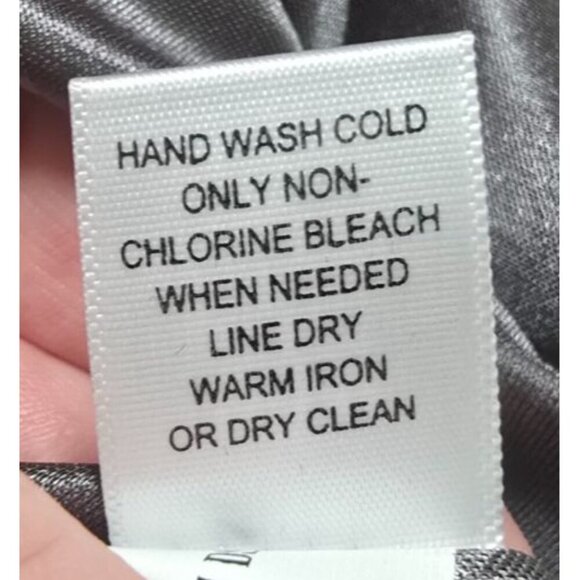 HAND WASH COLD
ONLY NON-
CHLORINE BLEACH
WHEN NEEDED
LINE DRY
WARM IRON
OR DRY CLEAN